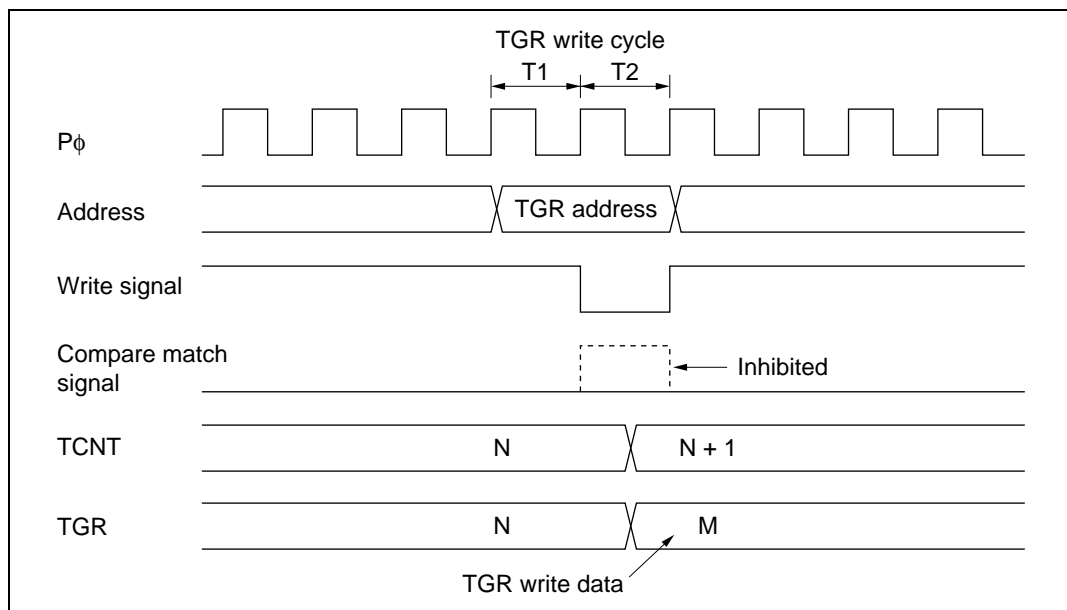 TGR write cycle
T1 T2
Pϕ
Address TGR address
Write signal
Compare match
signal
Inhibited
TCNT N N + 1
TGR N M
TGR write data